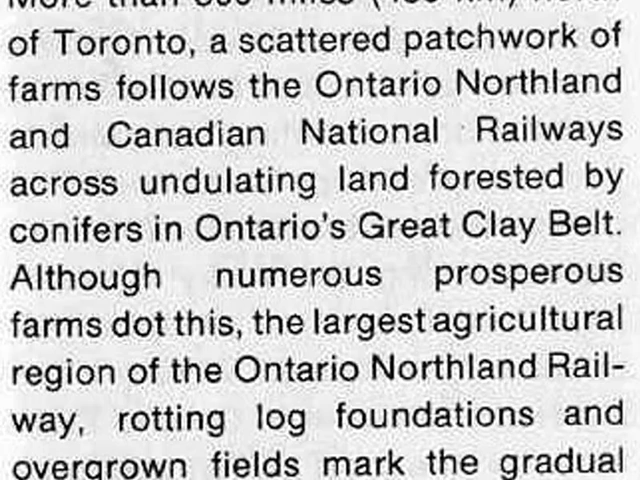 of Toronto, a scattered patchwork of
farms follows the Ontario Northland
and Canadian National Railways
across undulating land forested by
conifers in Ontario's Great Clay Belt.
Although numerous prosperous
farms dot this, the largest agricultural
region of the Ontario Northland Rail-
way, rotting log foundations and
overgrown fields mark the gradual